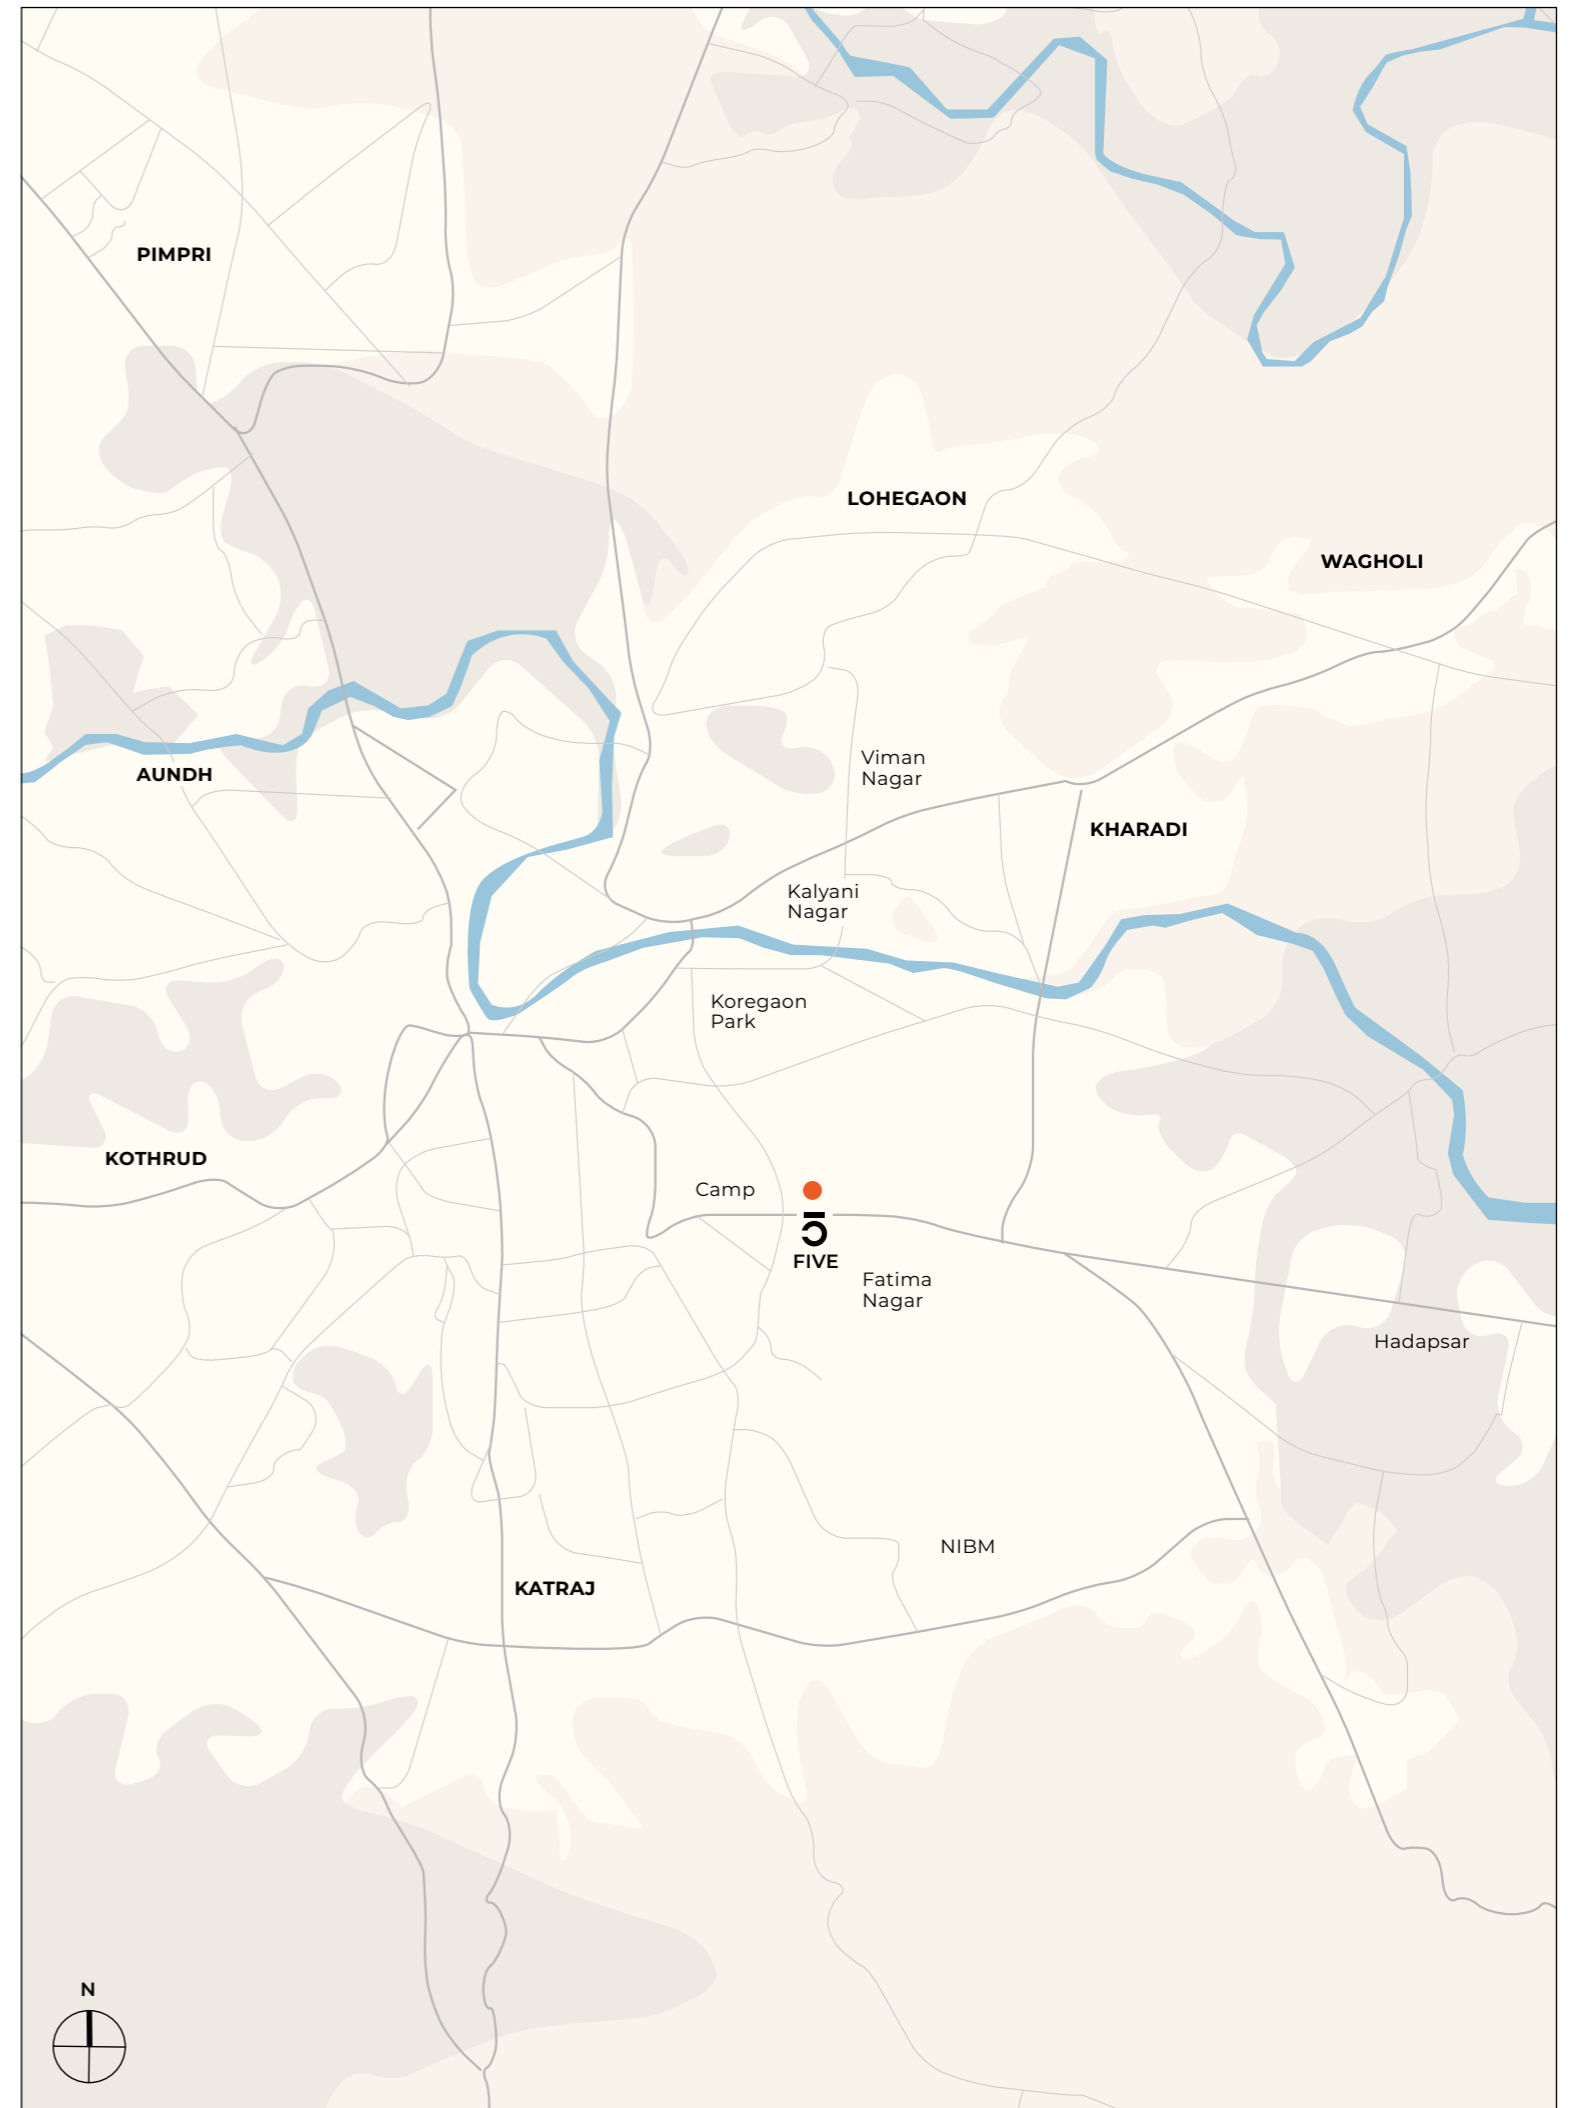 PIMPRI
LOHEGAON
WAGHOLI
Viman
Nagar
AUNDH
KHARADI
Kalyani
Nagar
Koregaon
Park
KOTHRUD
Camp
5
FIVE
Fatima
Nagar
Hadapsar
NIBM
KATRAJ
N